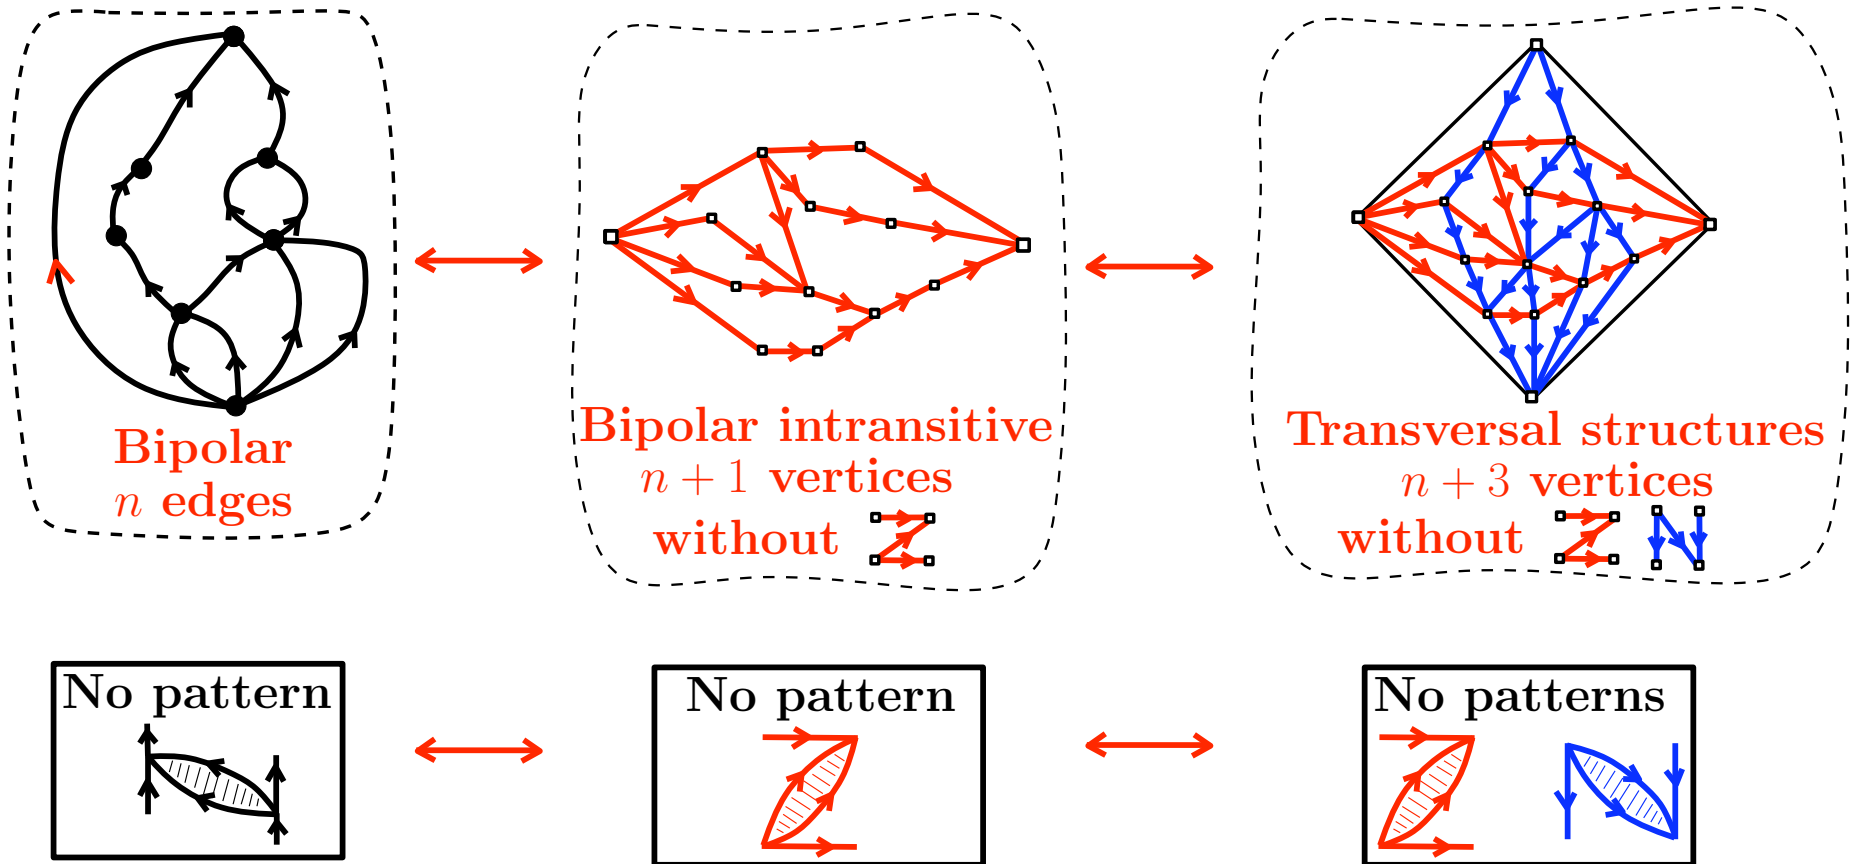 Bipolar
n edges
Bipolar intransitive
n + 1 vertices
without
Transversal structures
n + 3 vertices
without
No pattern
No pattern
No patterns